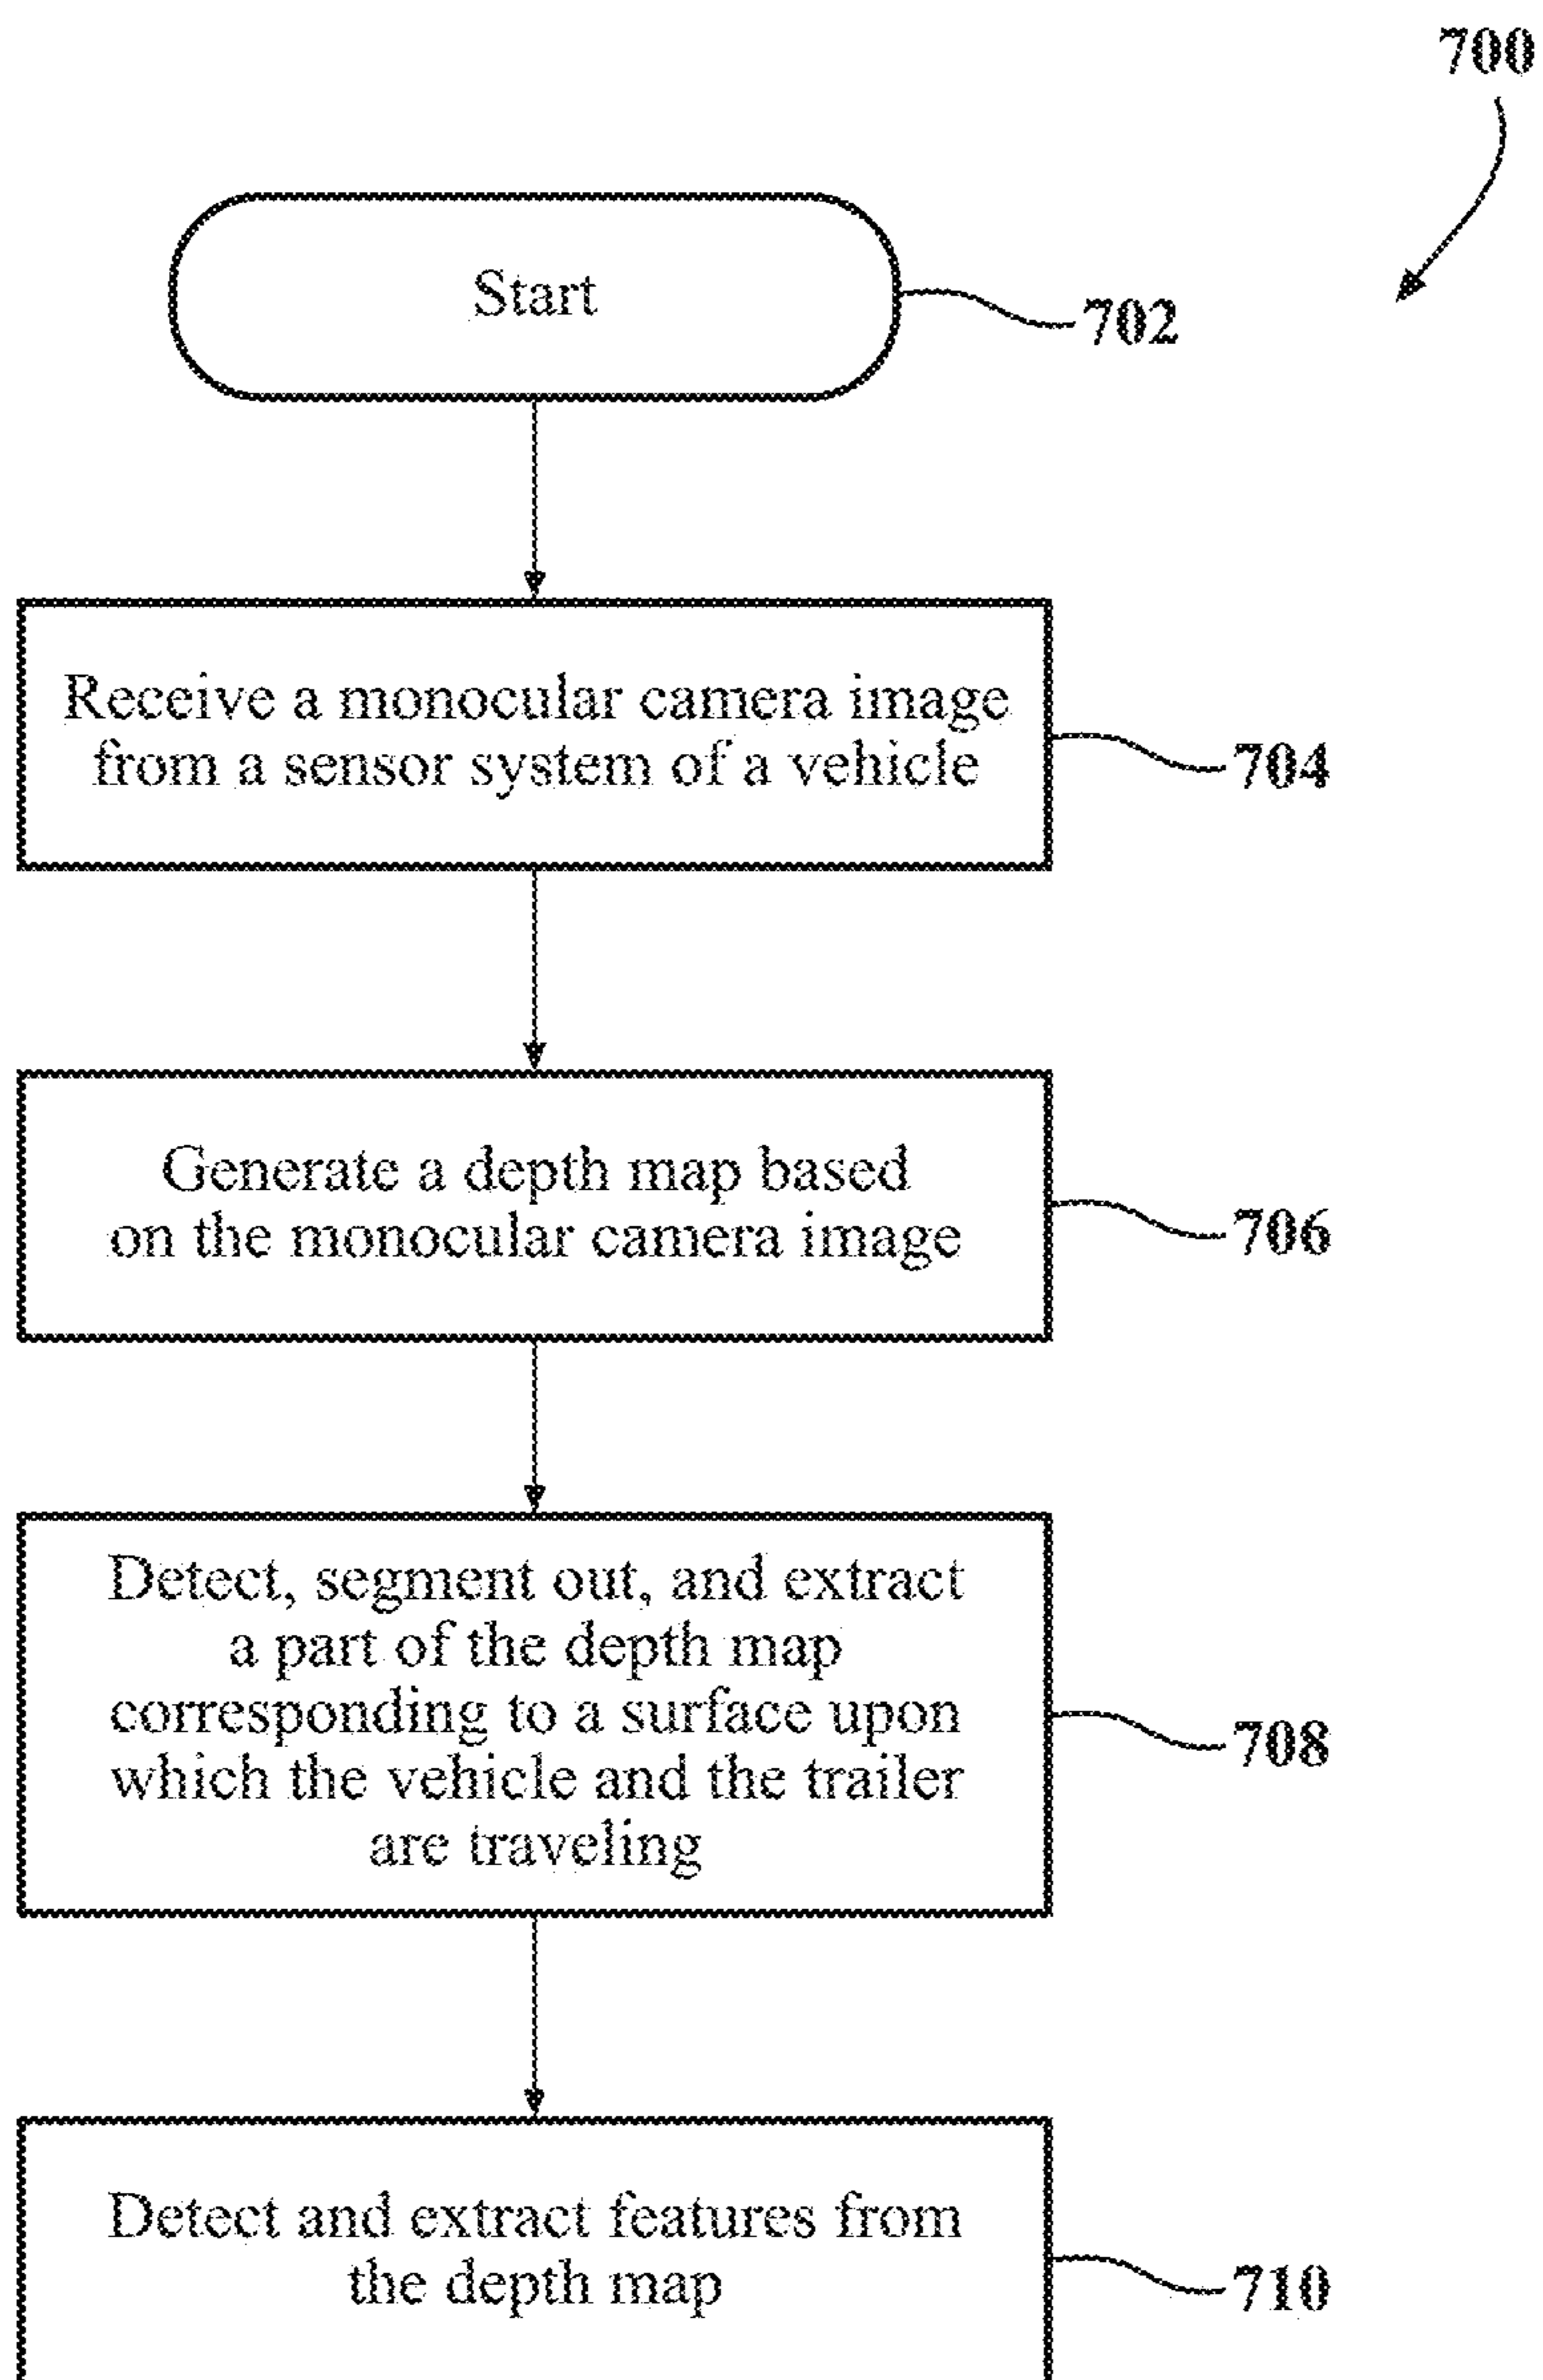 700
Start
702
Receive a monocular camera image
from a sensor system of a vehicle
704
Generate a depth map based
on the monocular camera image
706
Detect, segment out, and extract
a part of the depth map
corresponding to a surface upon
which the vehicle and the trailer
are traveling
708
Detect and extract features from
the depth map
710